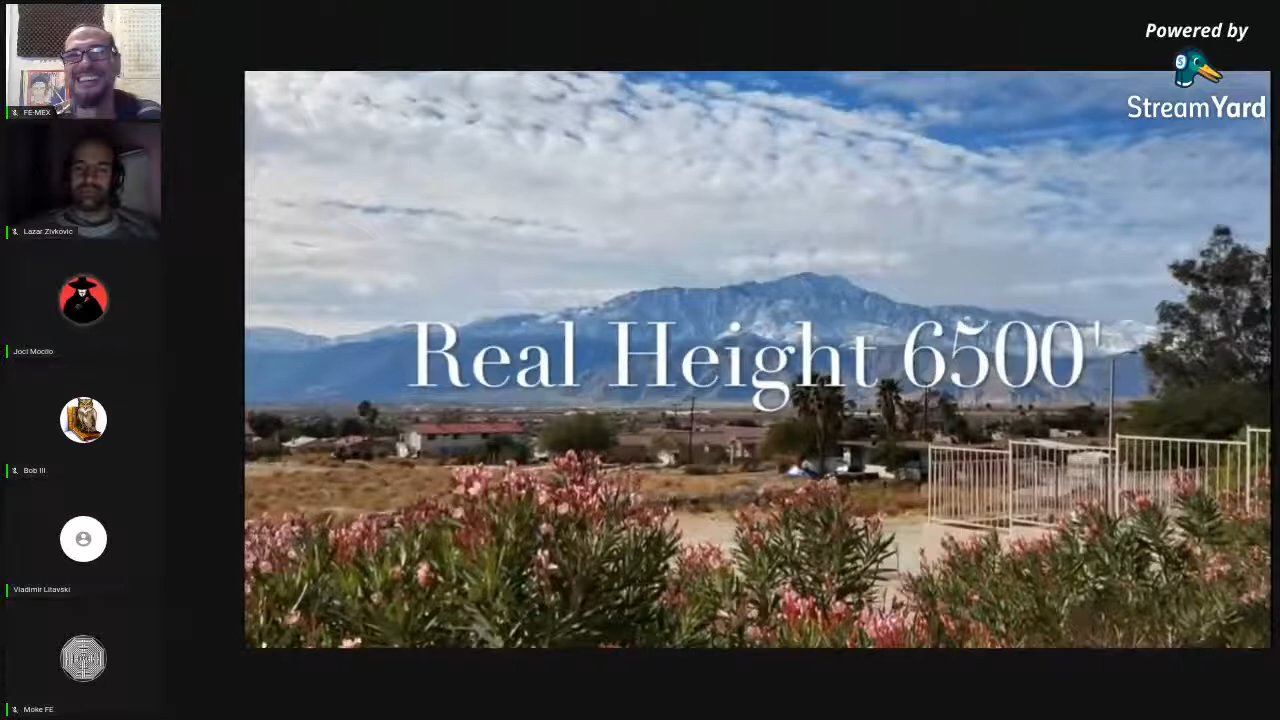 Powered by
StreamYard
FE-MEX
Lazar Zivkovic
Joci Mocilo
Bob III
Vladimir Litavski
Moke FE
Real Height 6500'